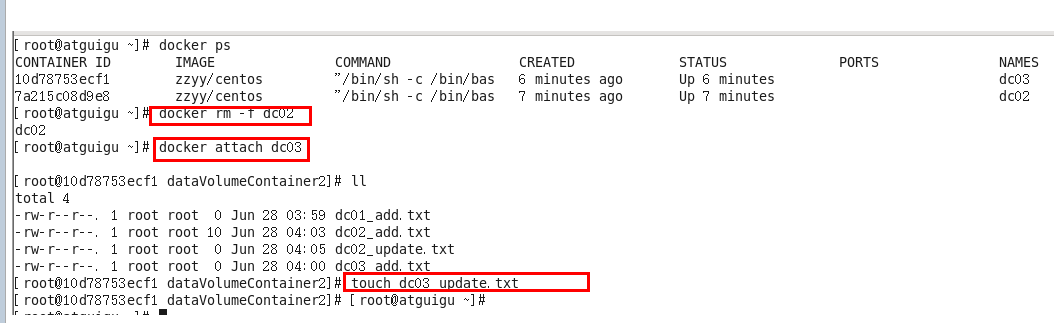 [root@atguigu ~]# docker ps
CONTAINER ID IMAGE COMMAND CREATED STATUS PORTS NAMES
10d78753ecf1 zzyy/centos "/bin/sh -c /bin/bas 6 minutes ago Up 6 minutes dc03
7a215c08d9e8 zzyy/centos "/bin/sh -c /bin/bas 7 minutes ago Up 7 minutes dc02
[root@atguigu ~]# docker rm -f dc02
dc02
[root@atguigu ~]# docker attach dc03
[root@10d78753ecf1 dataVolumeContainer2]# ll
total 4
-rw-r--r--. 1 root root 0 Jun 28 03:59 dc01_add.txt
-rw-r--r--. 1 root root 10 Jun 28 04:03 dc02_add.txt
-rw-r--r--. 1 root root 0 Jun 28 04:05 dc02_update.txt
-rw-r--r--. 1 root root 0 Jun 28 04:00 dc03_add.txt
[root@10d78753ecf1 dataVolumeContainer2]# touch dc03_update.txt
[root@10d78753ecf1 dataVolumeContainer2]# [root@atguigu ~]#
[root@atguigu ~]#